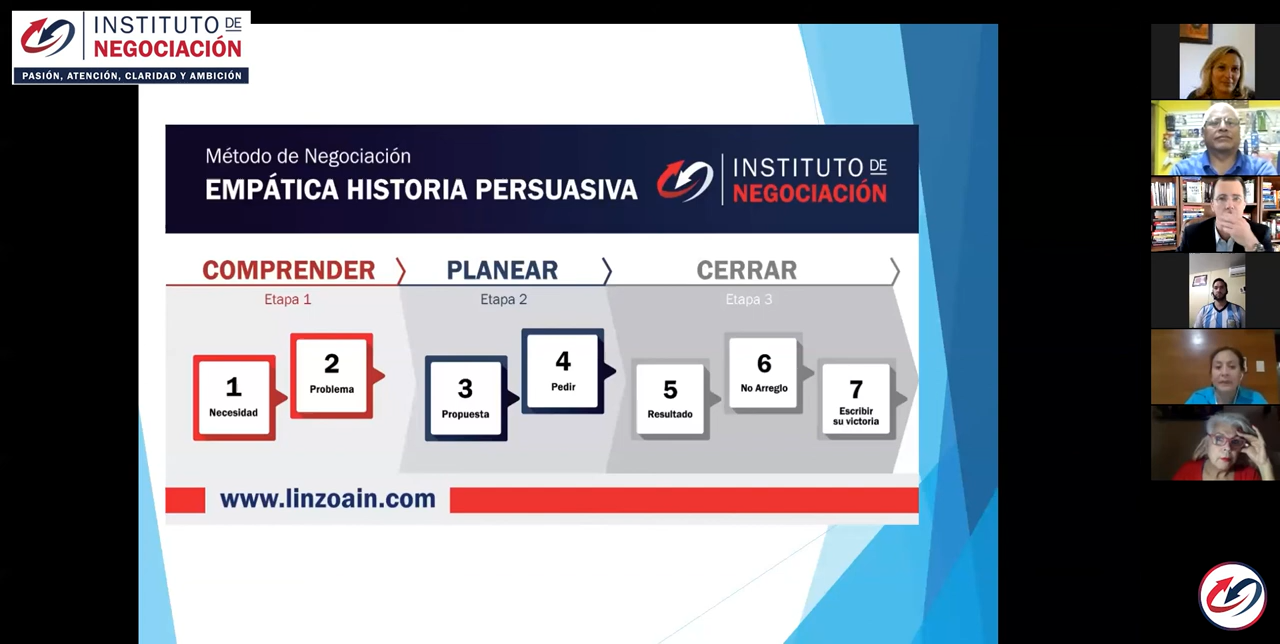 INSTITUTO DE
NEGOCIACIÓN
PASIÓN, ATENCIÓN, CLARIDAD Y AMBICIÓN
Método de Negociación
EMPÁTICA HISTORIA PERSUASIVA
INSTITUTO DE
NEGOCIACIÓN
COMPRENDER
PLANEAR
CERRAR
Etapa 1
Etapa 2
Etapa 3
1
Necesidad
2
Problema
3
Propuesta
4
Pedir
5
Resultado
6
No Arreglo
7
Escribir
su victoria
www.linzoain.com